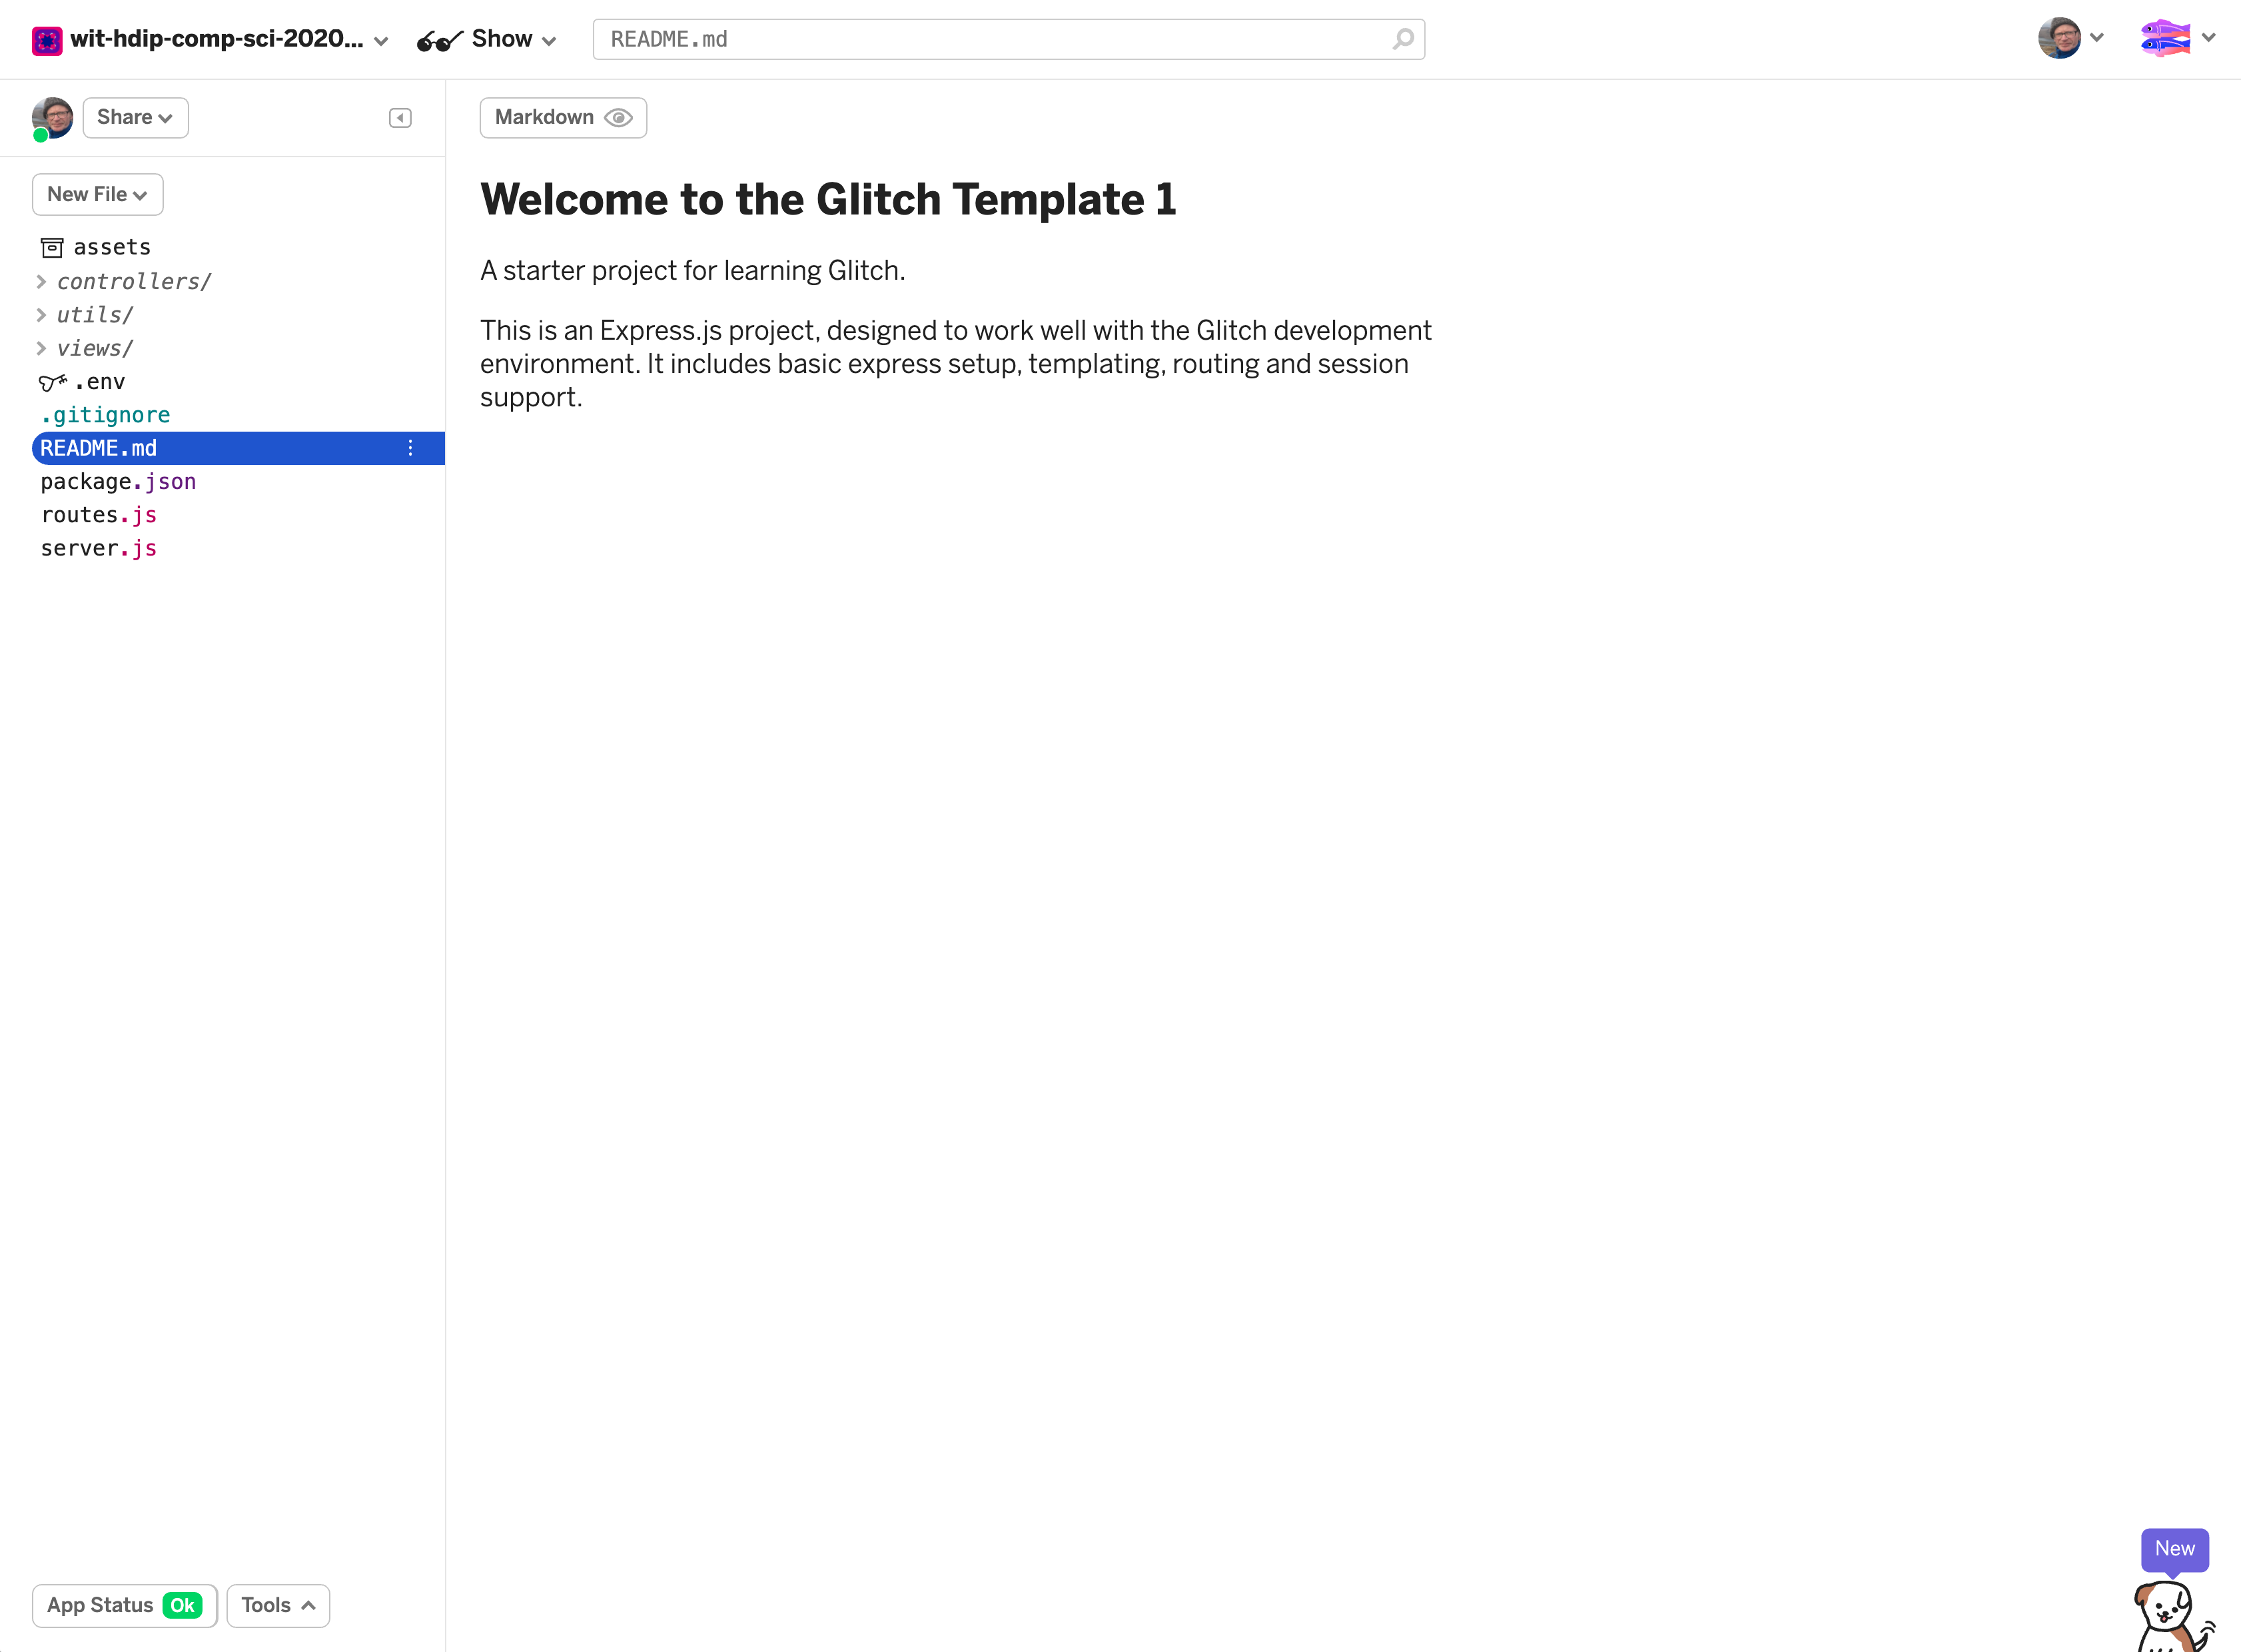 wit-hdip-comp-sci-2020...
Show
README.md
Share
Markdown
New File
assets
controllers/
utils/
views/
.env
.gitignore
README.md
package.json
routes.js
server.js
Welcome to the Glitch Template 1
A starter project for learning Glitch.
This is an Express.js project, designed to work well with the Glitch development
environment. It includes basic express setup, templating, routing and session
support.
New
App Status Ok
Tools